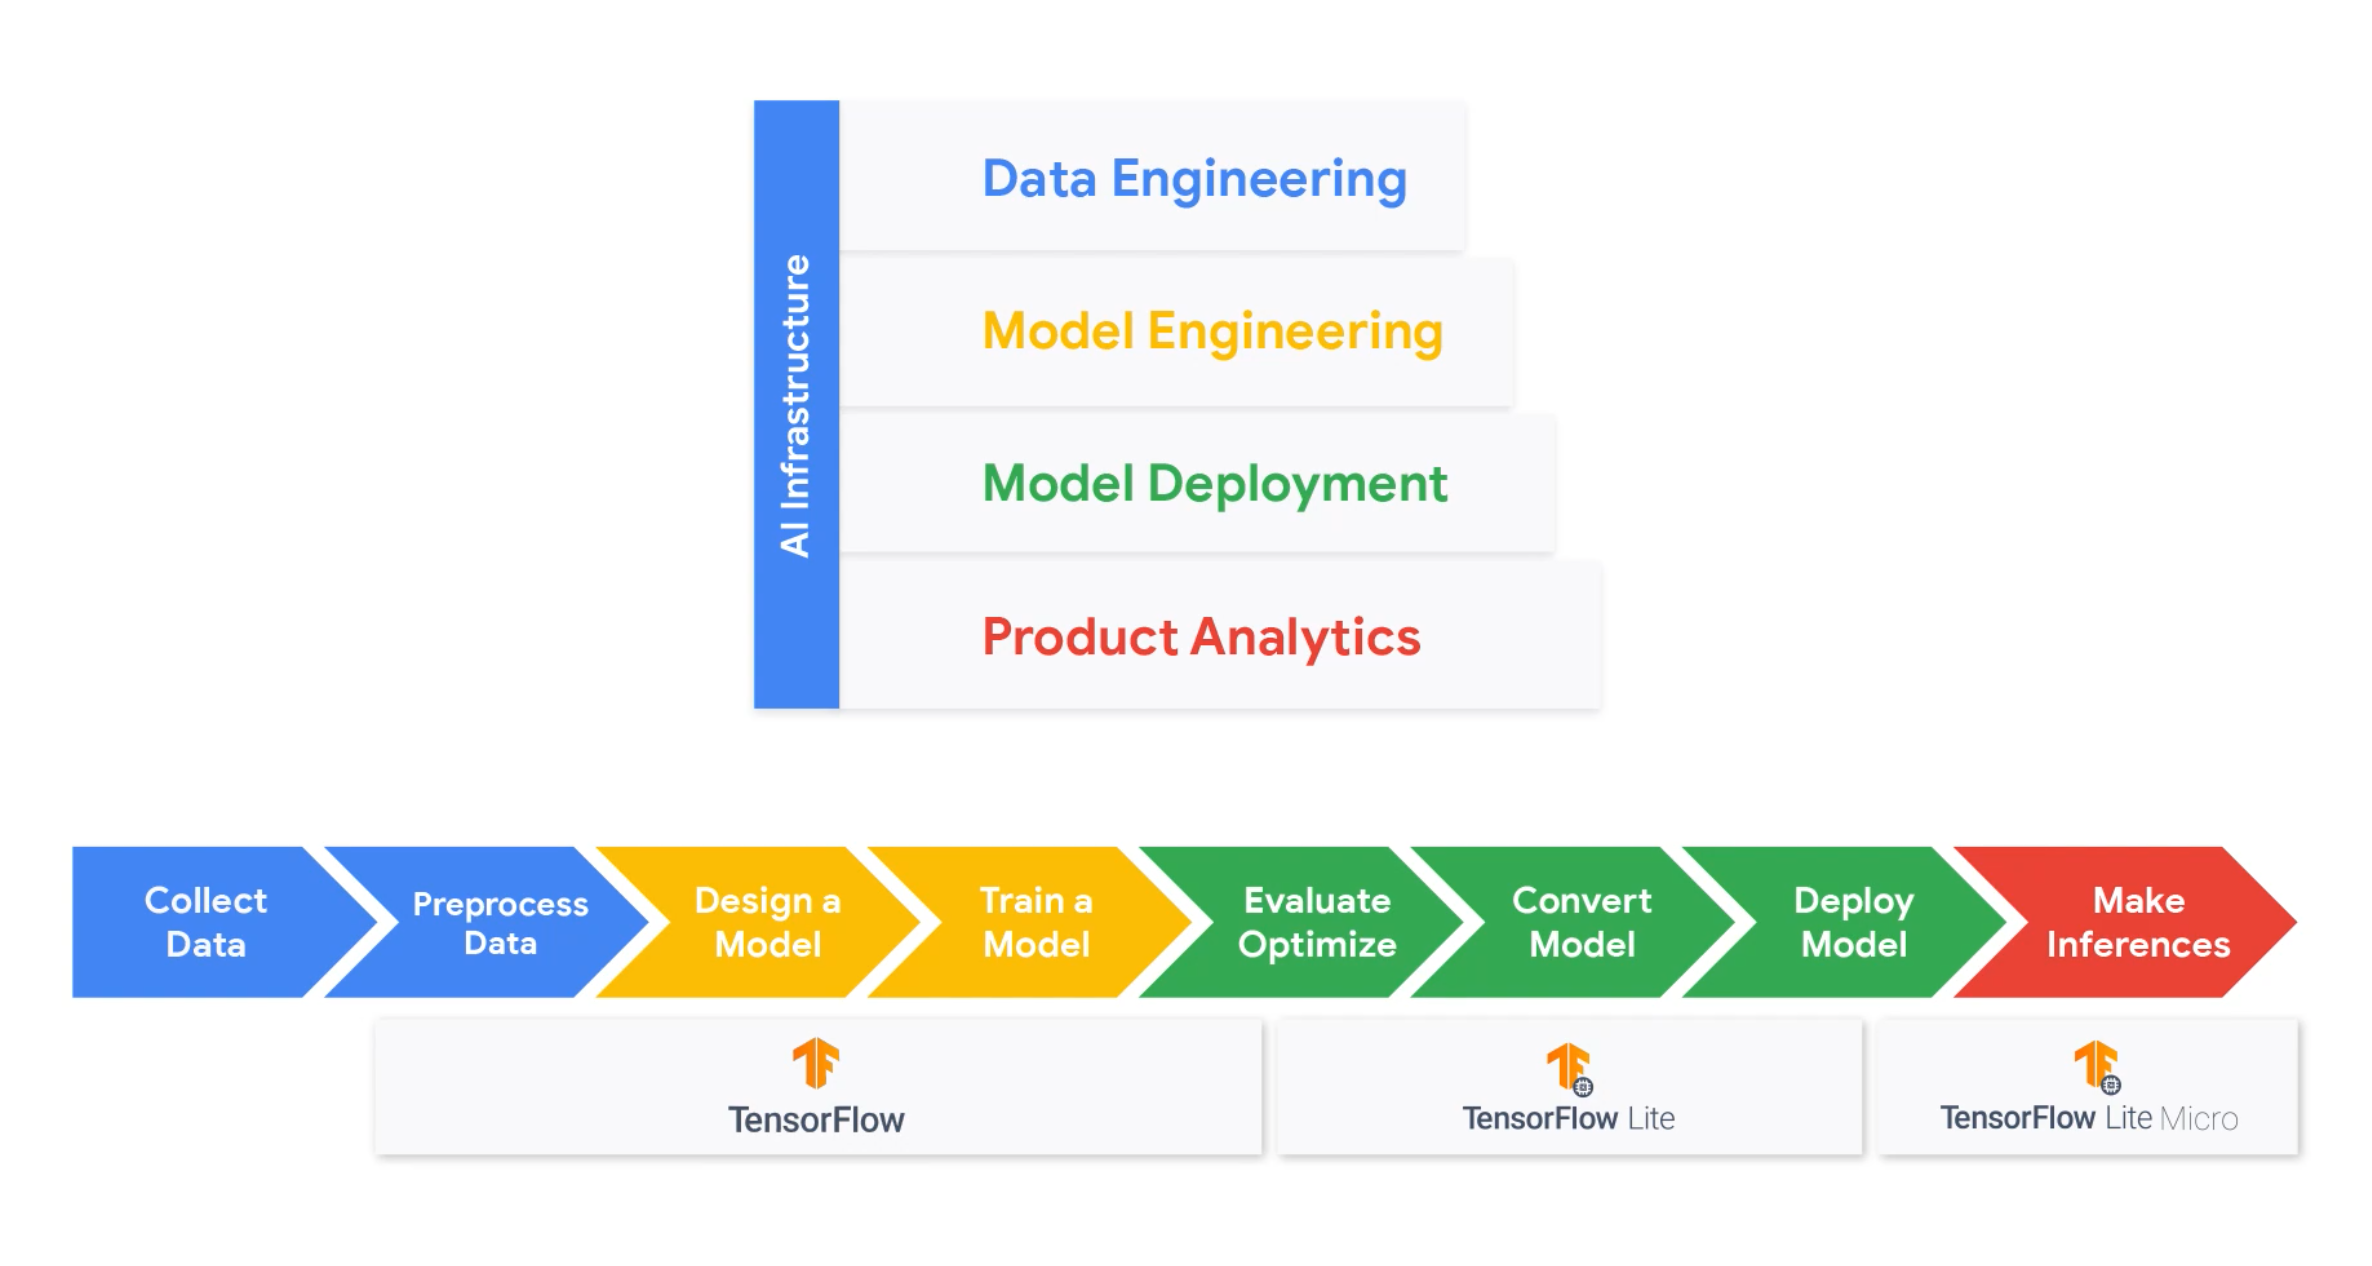 AI Infrastructure
Data Engineering
Model Engineering
Model Deployment
Product Analytics
Collect
Data
Preprocess
Data
Design a
Model
Train a
Model
Evaluate
Optimize
Convert
Model
Deploy
Model
Make
Inferences
TensorFlow
TensorFlow Lite
TensorFlow Lite Micro